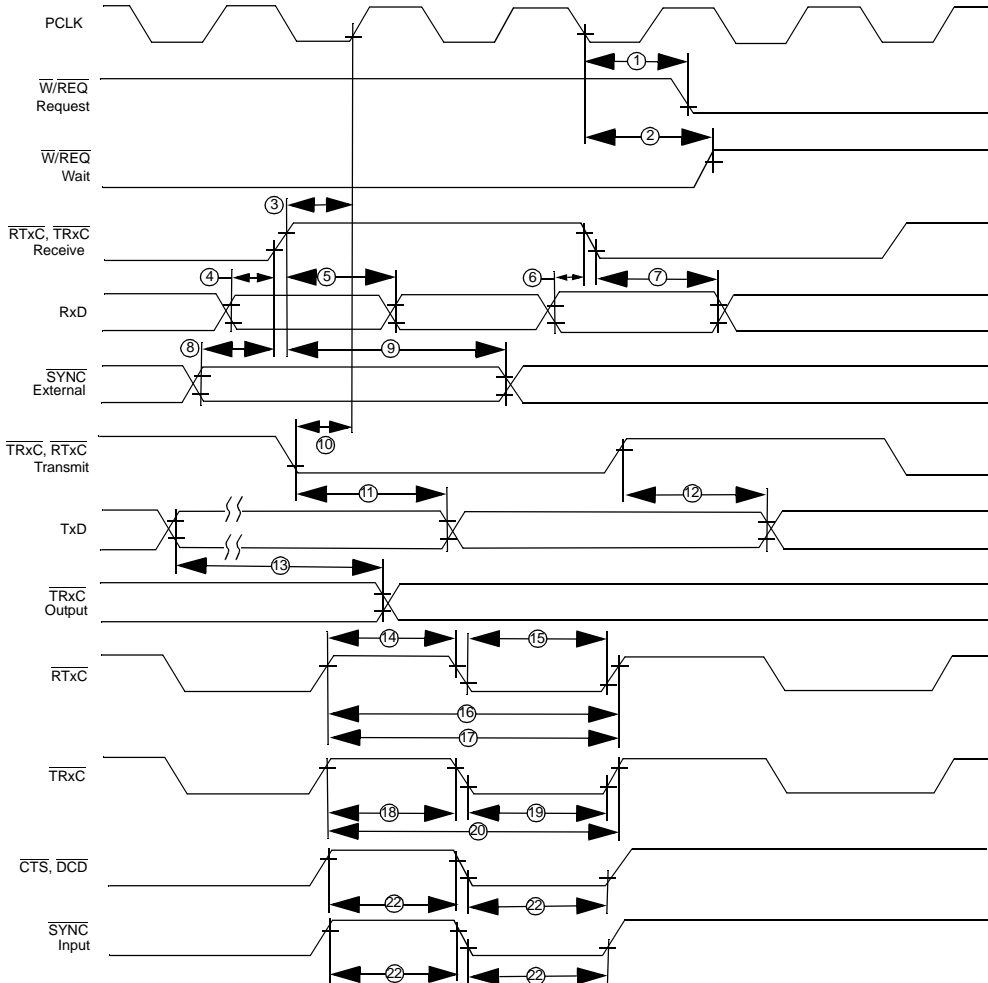 PCLK
1
W/REQ
Request
2
W/REQ
Wait
3
RTxC, TRxC
Receive
4
5
6
7
RxD
8
9
SYNC
External
10
TRxC, RTxC
Transmit
11
12
TxD
13
TRxC
Output
14
15
RTxC
16
17
TRxC
18
19
20
CTS, DCD
22
22
SYNC
Input
22
22